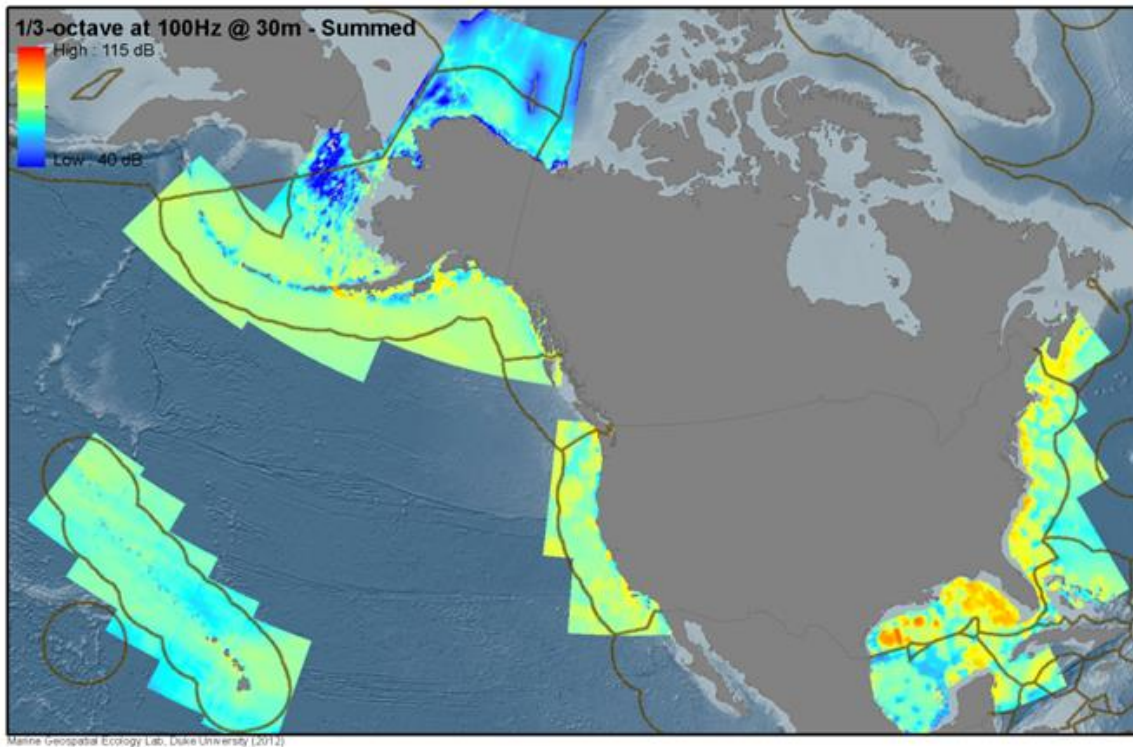 1/3-octave at 100Hz @ 30m - Summed
High : 115 dB
Low : 40 dB
Marine Geospatial Ecology Lab, Duke University (2012)